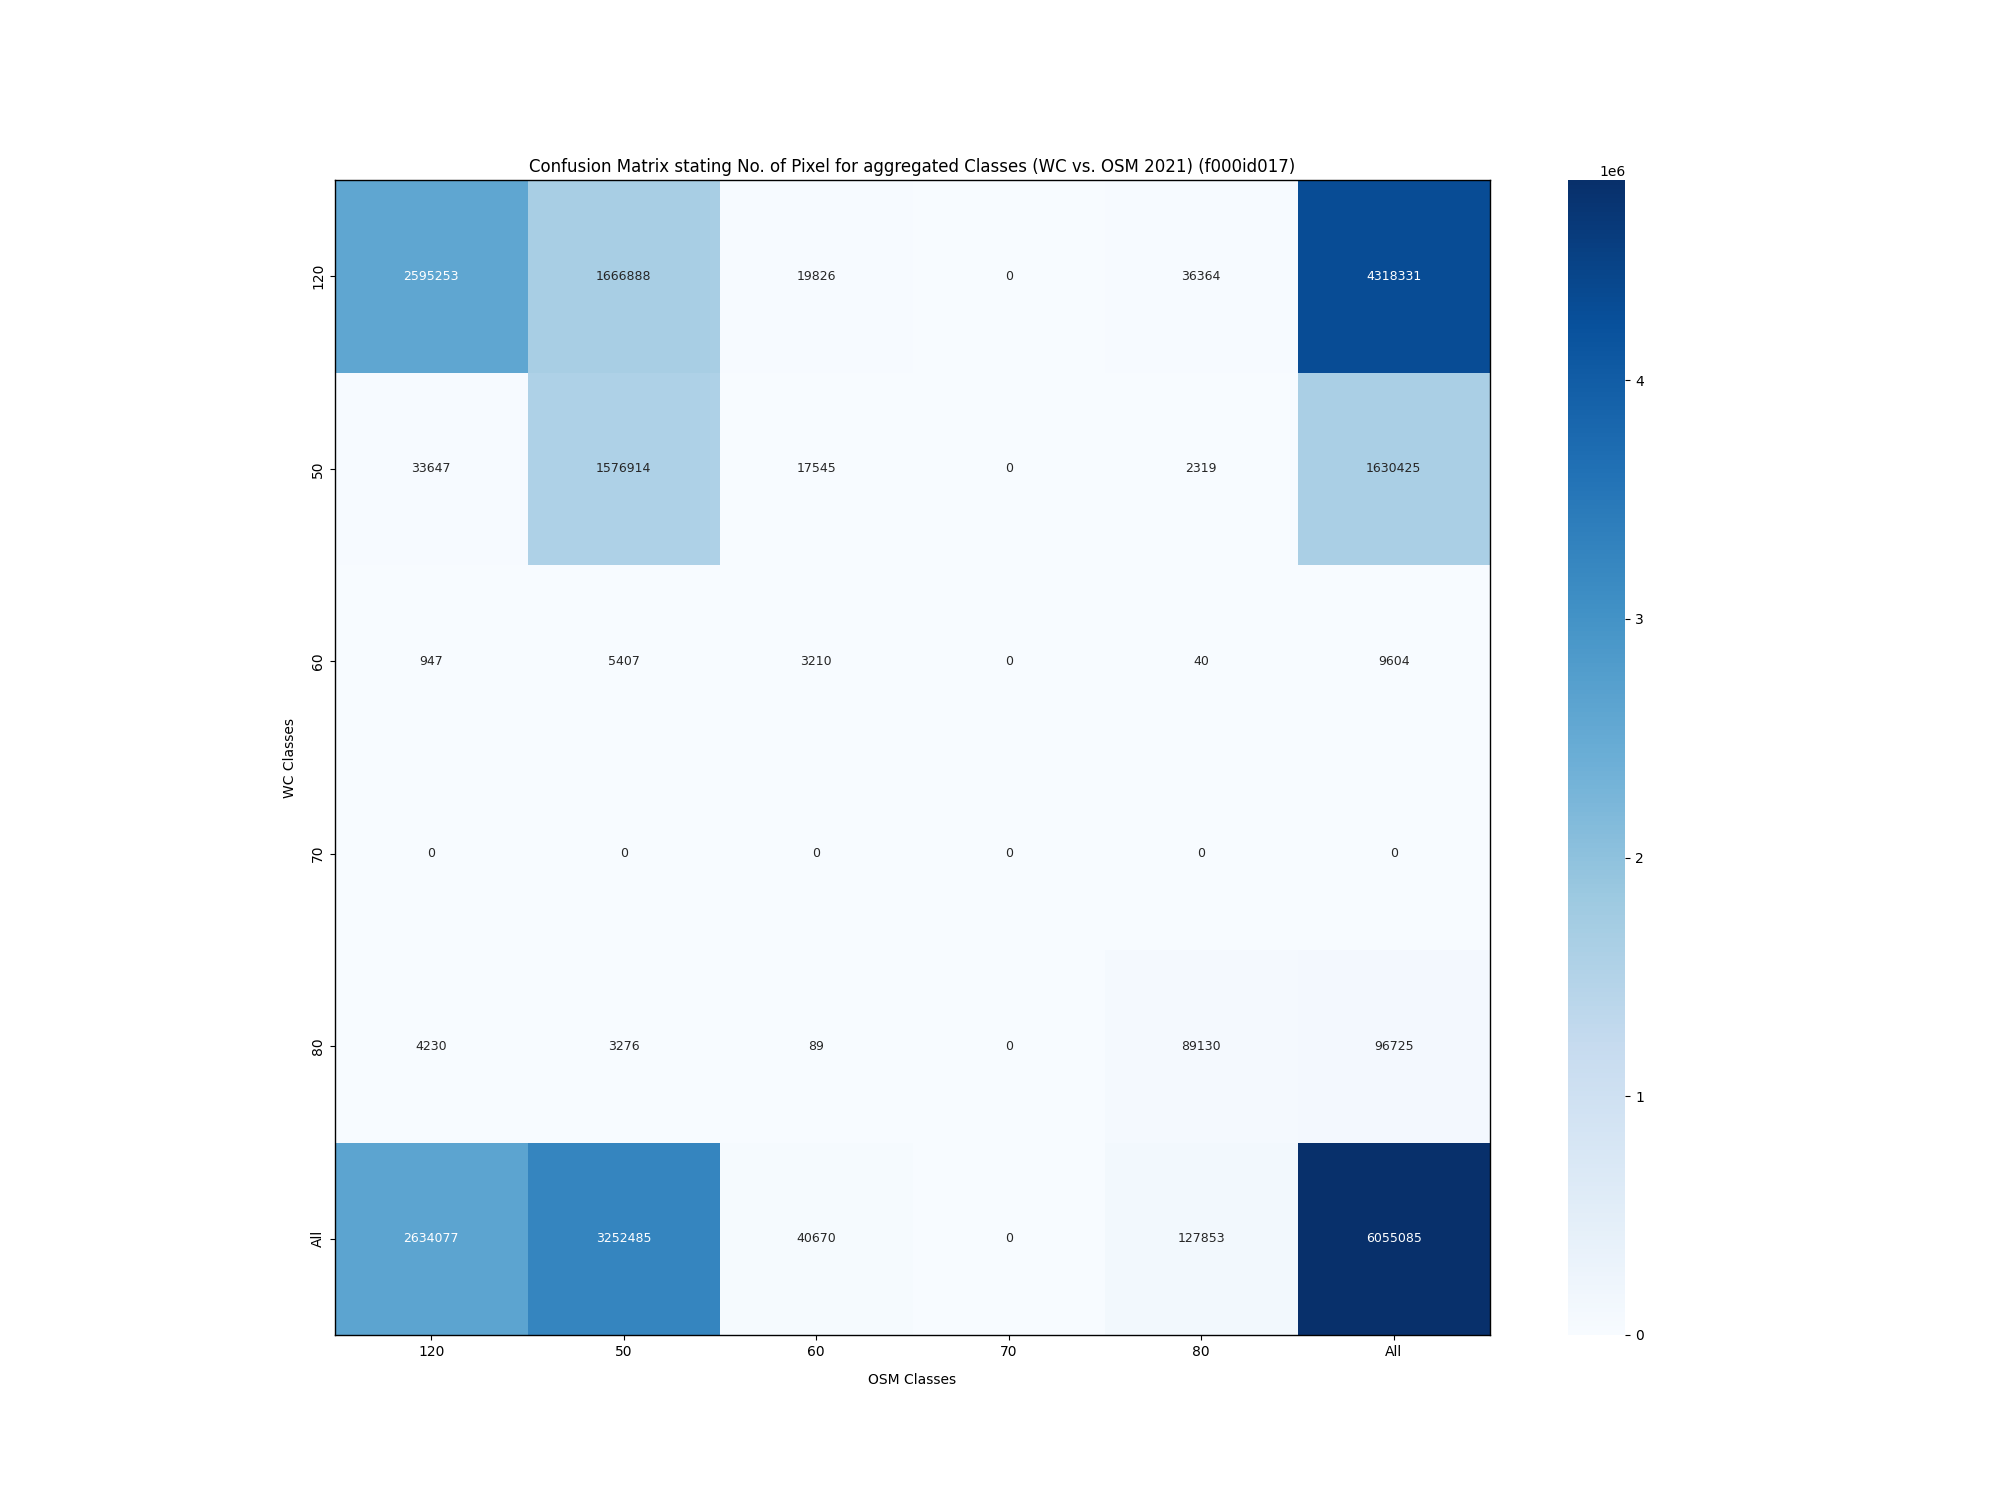 Confusion Matrix stating No. of Pixel for aggregated Classes (WC vs. OSM 2021) (f000id017)
1e6
120 2595253 1666888 19826 0 36364 4318331
50 33647 1576914 17545 0 2319 1630425
60 947 5407 3210 0 40 9604
70 0 0 0 0 0 0
80 4230 3276 89 0 89130 96725
All 2634077 3252485 40670 0 127853 6055085
120 50 60 70 80 All
WC Classes
OSM Classes
4
3
2
1
0